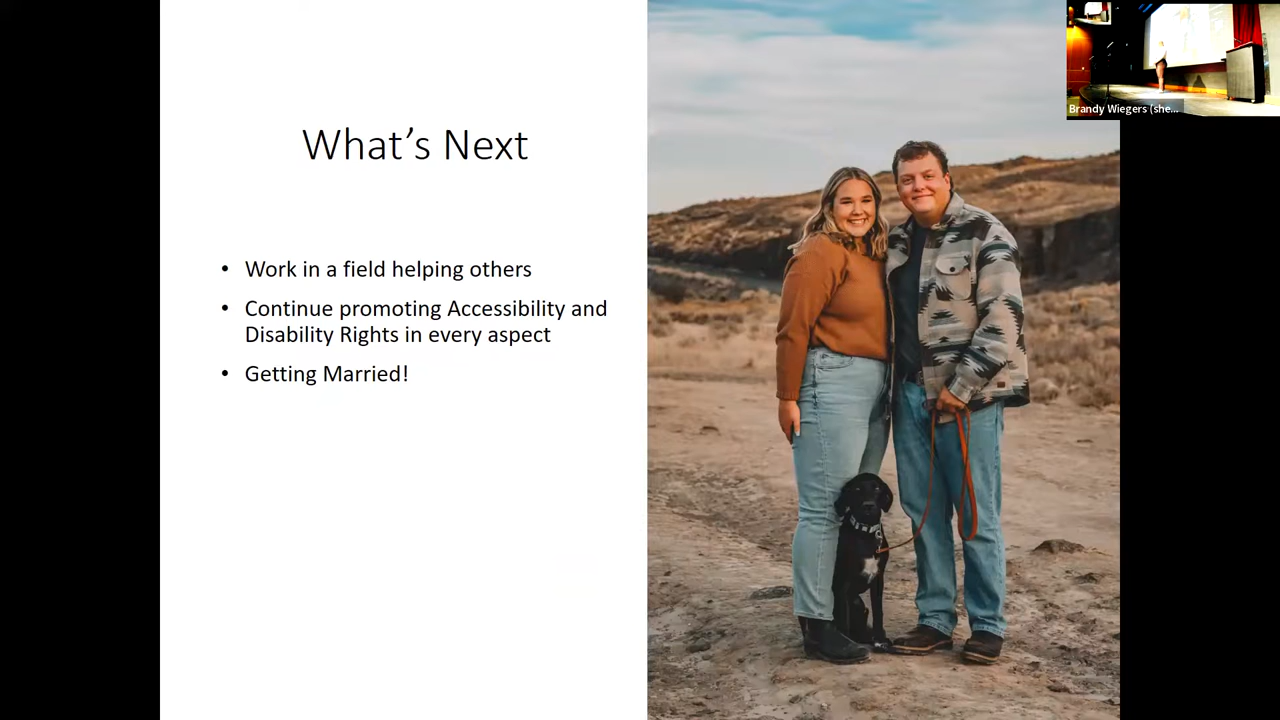 What’s Next
• Work in a field helping others
• Continue promoting Accessibility and
Disability Rights in every aspect
• Getting Married!
Brandy Wiegers (she...